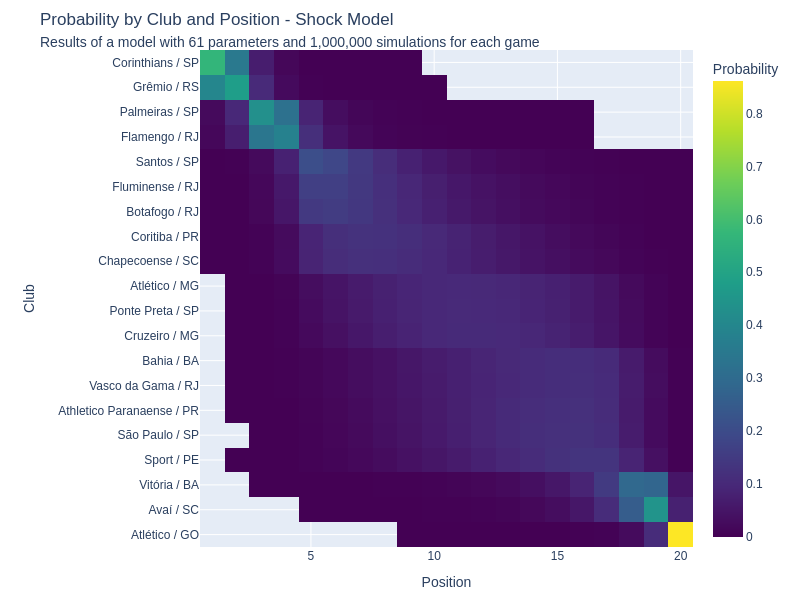 Probability by Club and Position - Shock Model
Results of a model with 61 parameters and 1,000,000 simulations for each game
Probability
Corinthians / SP
Grêmio / RS
Palmeiras / SP
Flamengo / RJ
Santos / SP
Fluminense / RJ
Botafogo / RJ
Coritiba / PR
Chapecoense / SC
Atlético / MG
Ponte Preta / SP
Cruzeiro / MG
Bahia / BA
Vasco da Gama / RJ
Athletico Paranaense / PR
São Paulo / SP
Sport / PE
Vitória / BA
Avaí / SC
Atlético / GO
Club
5
10
15
20
Position
0.8
0.7
0.6
0.5
0.4
0.3
0.2
0.1
0